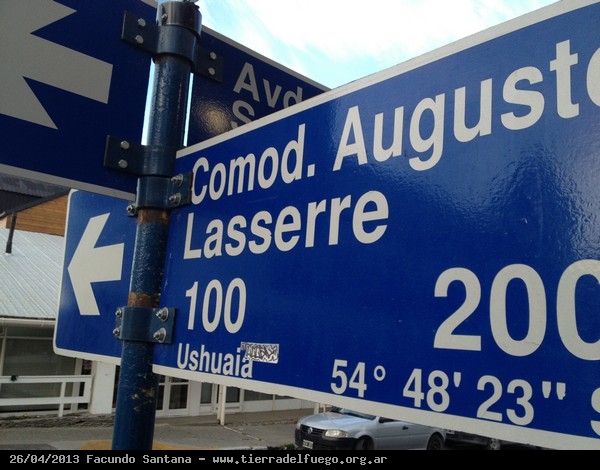 Avd
S
Comod. Augusto
Lasserre
100 200
Ushuaia
54° 48' 23'' S
26/04/2013 Facundo Santana - www.tierradelfuego.org.ar